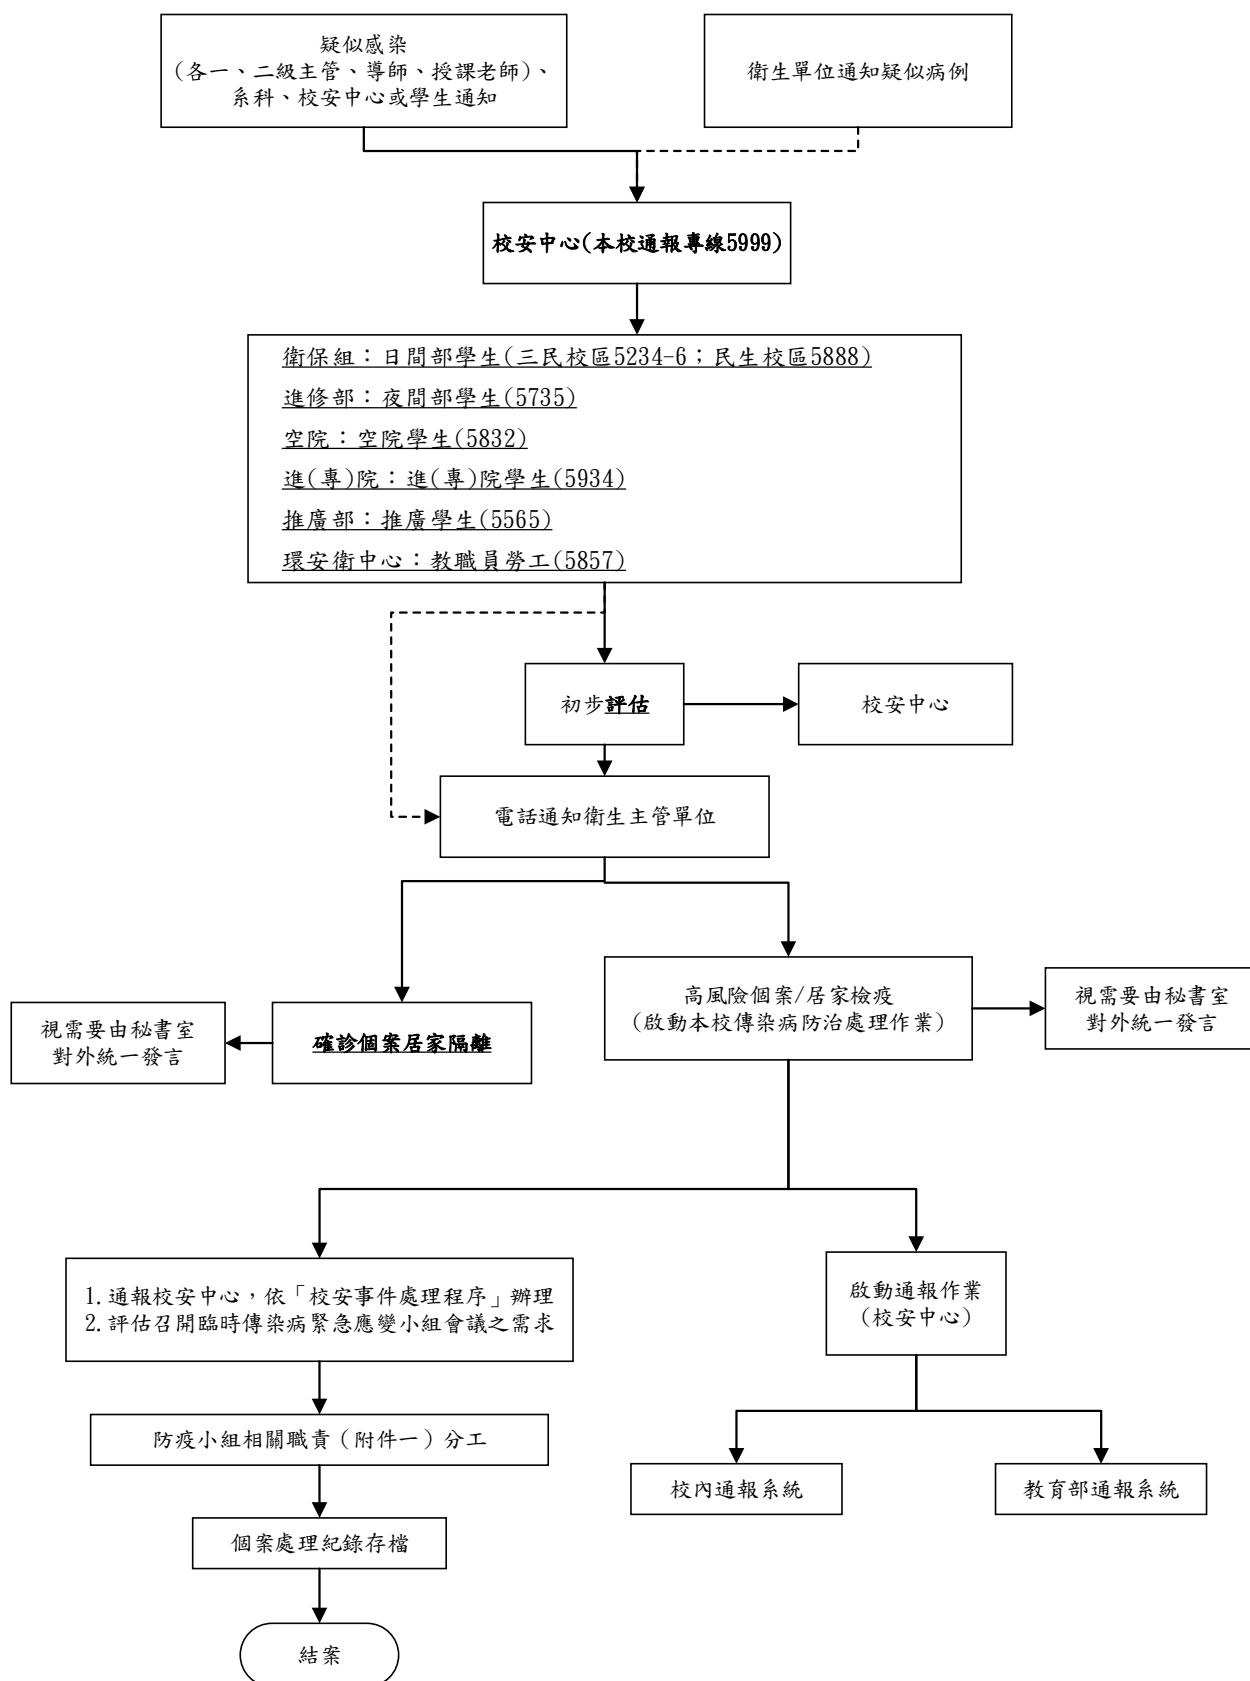 疑似感染
(各一、二級主管、導師、授課老師)、
系科、校安中心或學生通知
衛生單位通知疑似病例
校安中心(本校通報專線5999)
衛保組：日間部學生(三民校區5234-6；民生校區5888)
進修部：夜間部學生(5735)
空院：空院學生(5832)
進(專)院：進(專)院學生(5934)
推廣部：推廣學生(5565)
環安衛中心：教職員勞工(5857)
初步評估
校安中心
電話通知衛生主管單位
視需要由秘書室
對外統一發言
確診個案居家隔離
高風險個案/居家檢疫
(啟動本校傳染病防治處理作業)
視需要由秘書室
對外統一發言
1.通報校安中心，依「校安事件處理程序」辦理
2.評估召開臨時傳染病緊急應變小組會議之需求
啟動通報作業
(校安中心)
防疫小組相關職責（附件一）分工
校內通報系統
教育部通報系統
個案處理紀錄存檔
結案